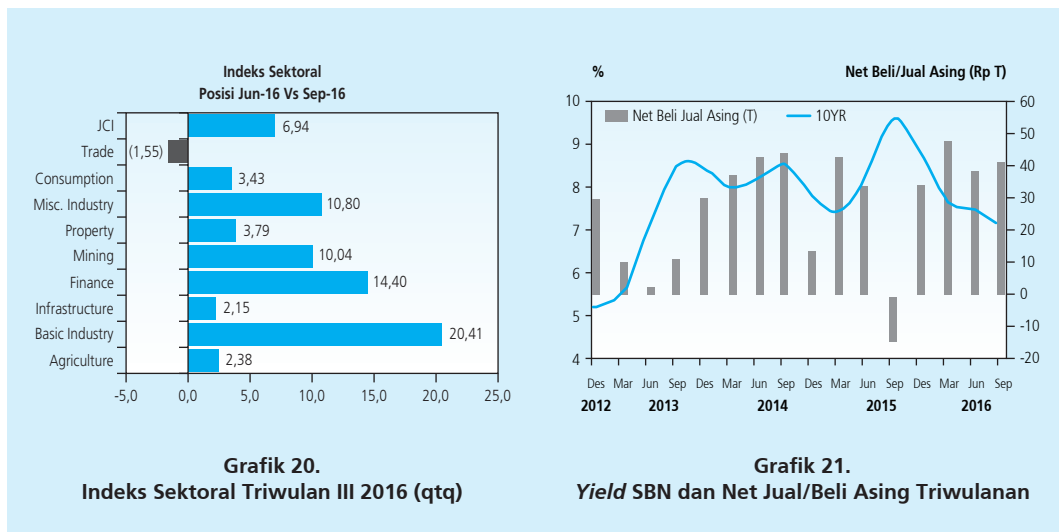 Indeks Sektoral
Posisi Jun-16 Vs Sep-16
JCI 6,94
Trade (1,55)
Consumption 3,43
Misc. Industry 10,80
Property 3,79
Mining 10,04
Finance 14,40
Infrastructure 2,15
Basic Industry 20,41
Agriculture 2,38
-5,0 0,0 5,0 10,0 15,0 20,0 25,0
Grafik 20.
Indeks Sektoral Triwulan III 2016 (qtq)
% Net Beli/Jual Asing (Rp T)
Net Beli Jual Asing (T) 10YR
10 60
50
9 40
8 30
20
7 10
6 0
5 -10
4 -20
Des Mar Jun Sep Des Mar Jun Sep Des Mar Jun Sep Des Mar Jun Sep
2012 2013 2014 2015 2016
Grafik 21.
Yield SBN dan Net Jual/Beli Asing Triwulanan